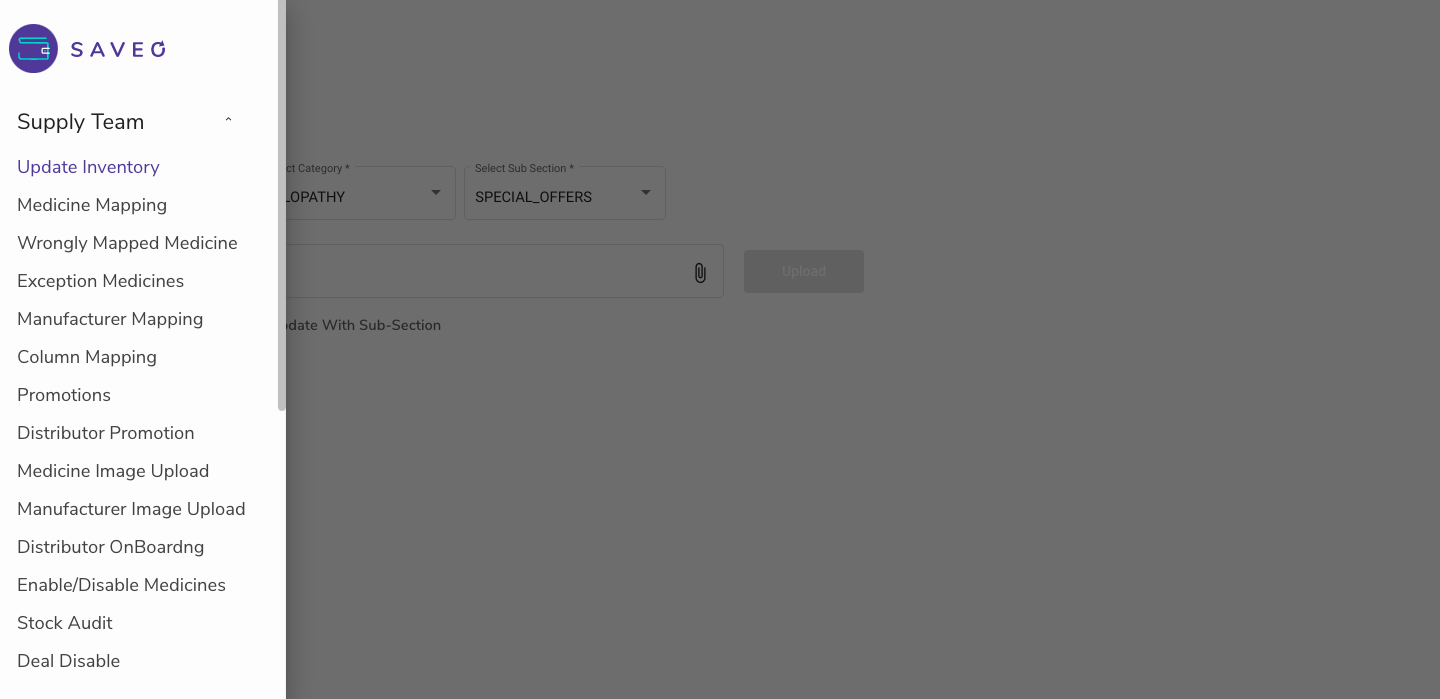 SAVEO
Supply Team
Update Inventory
Medicine Mapping
Wrongly Mapped Medicine
Exception Medicines
Manufacturer Mapping
Column Mapping
Promotions
Distributor Promotion
Medicine Image Upload
Manufacturer Image Upload
Distributor OnBoardng
Enable/Disable Medicines
Stock Audit
Deal Disable
ct Category *
LOPATHY
Select Sub Section *
SPECIAL_OFFERS
Upload
pdate With Sub-Section